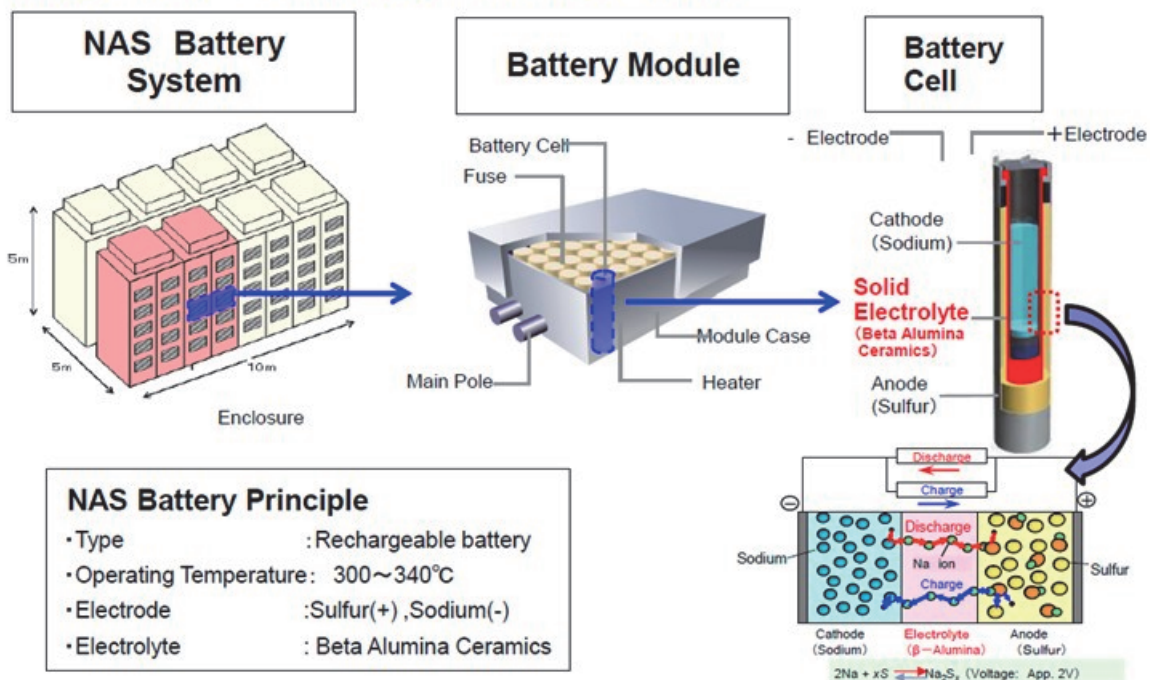 NAS Battery
System
Battery Module
Battery
Cell
5m
5m
10m
Enclosure
Battery Cell
Fuse
Main Pole
Module Case
Heater
- Electrode
+Electrode
Cathode
(Sodium)
Solid
Electrolyte
(Beta Alumina
Ceramics)
Anode
(Sulfur)
NAS Battery Principle
・Type : Rechargeable battery
・Operating Temperature: 300～340℃
・Electrode :Sulfur(+) ,Sodium(-)
・Electrolyte : Beta Alumina Ceramics
Discharge
Charge
−
+
Sodium
Discharge
Na ion
Charge
Sulfur
Cathode
(Sodium)
Electrolyte
(β－Alumina)
Anode
(Sulfur)
2Na + xS Na₂Sₓ (Voltage: App. 2V)